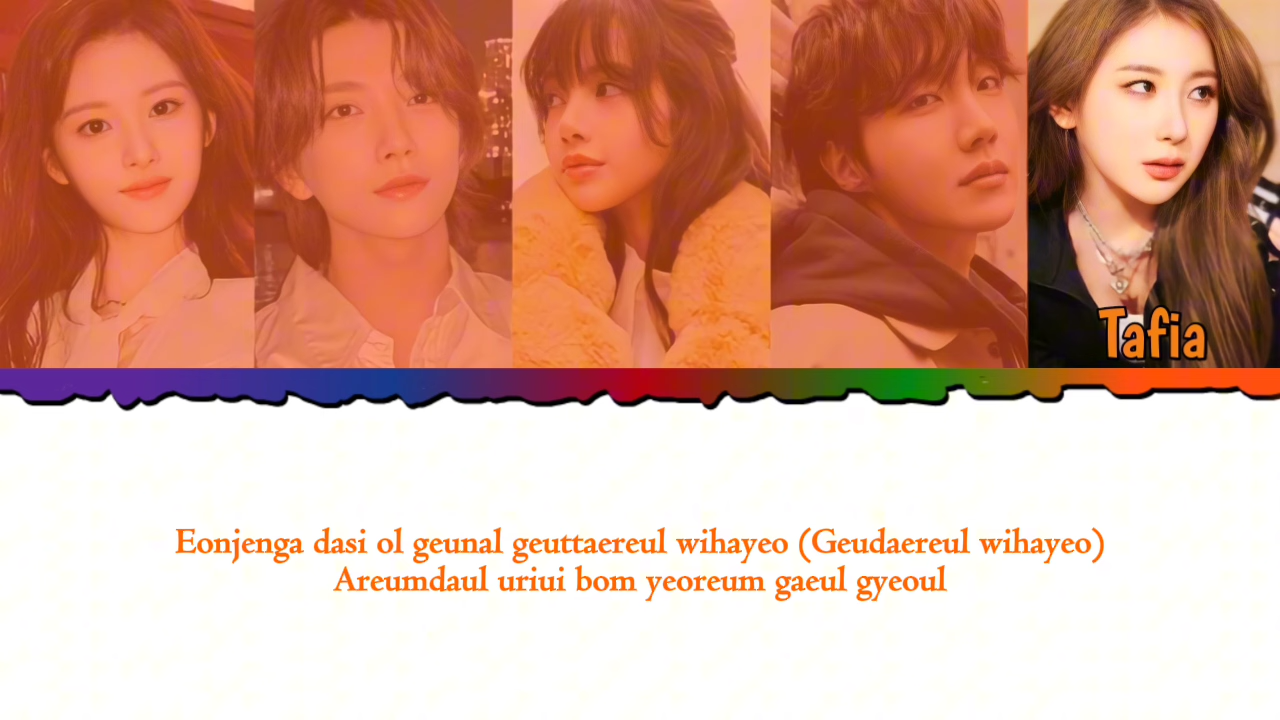 Tafia
Eonjenga dasi ol geunal geuttaereul wihayeo (Geudaereul wihayeo)
Areumdaul uriui bom yeoreum gaeul gyeoul